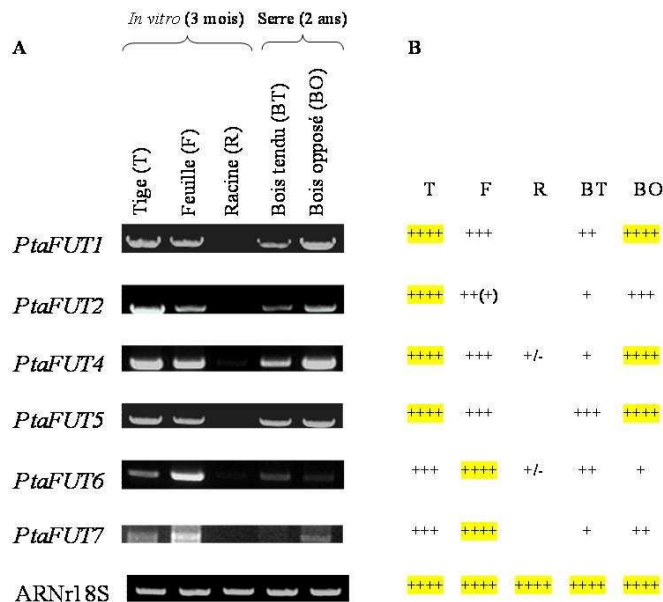 In vitro (3 mois) Serre (2 ans)
A B
Tige (T)
Feuille (F)
Racine (R)
Bois tendu (BT)
Bois opposé (BO)
T F R BT BO
PtaFUT1 ++++ +++ ++ ++++
PtaFUT2 ++++ ++(+) + +++
PtaFUT4 ++++ +++ +/- + ++++
PtaFUT5 ++++ +++ +++ ++++
PtaFUT6 +++ ++++ +/- ++ +
PtaFUT7 +++ ++++ + ++
ARNr18S ++++ ++++ ++++ ++++ ++++